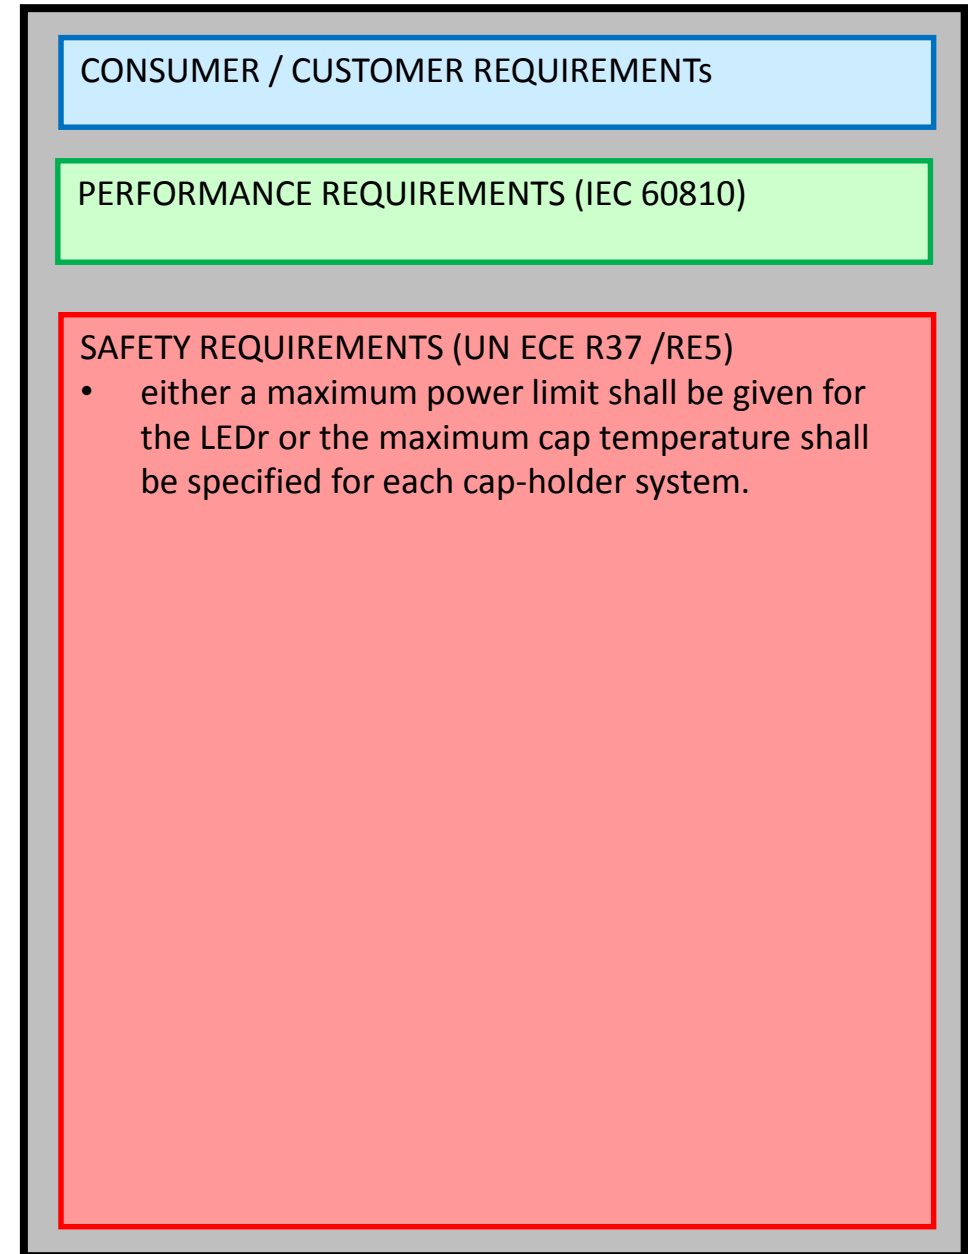 CONSUMER / CUSTOMER REQUIREMENTs
PERFORMANCE REQUIREMENTS (IEC 60810)
SAFETY REQUIREMENTS (UN ECE R37 /RE5)
• either a maximum power limit shall be given for
the LEDr or the maximum cap temperature shall
be specified for each cap-holder system.